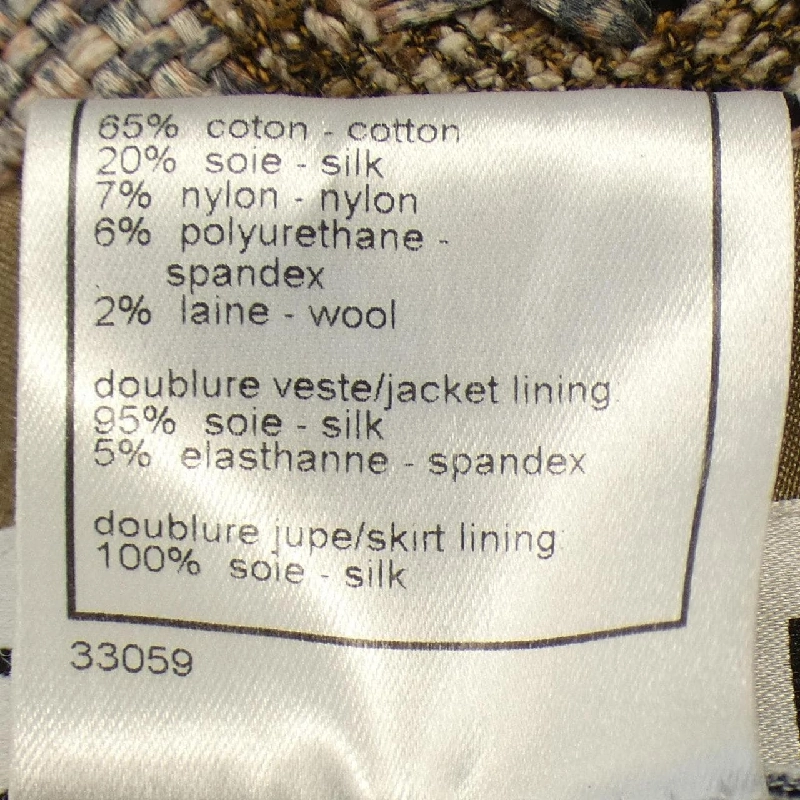 65% coton - cotton
20% soie - silk
7% nylon - nylon
6% polyurethane -
spandex
2% laine - wool
doublure veste/jacket lining:
95% soie - silk
5% elasthanne - spandex
doublure jupe/skirt lining:
100% soie - silk
33059